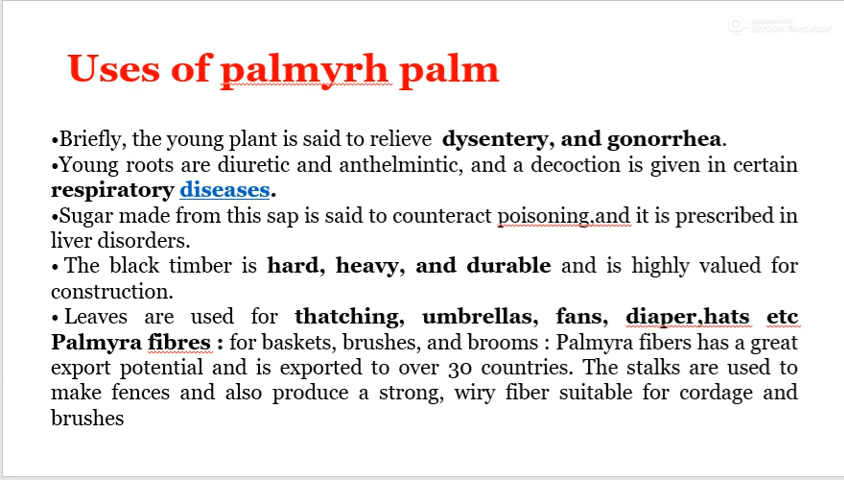 Uses of palmyrh palm
•Briefly, the young plant is said to relieve dysentery, and gonorrhea.
•Young roots are diuretic and anthelmintic, and a decoction is given in certain
respiratory diseases.
•Sugar made from this sap is said to counteract poisoning,and it is prescribed in
liver disorders.
• The black timber is hard, heavy, and durable and is highly valued for
construction.
• Leaves are used for thatching, umbrellas, fans, diaper,hats etc
Palmyra fibres : for baskets, brushes, and brooms : Palmyra fibers has a great
export potential and is exported to over 30 countries. The stalks are used to
make fences and also produce a strong, wiry fiber suitable for cordage and
brushes